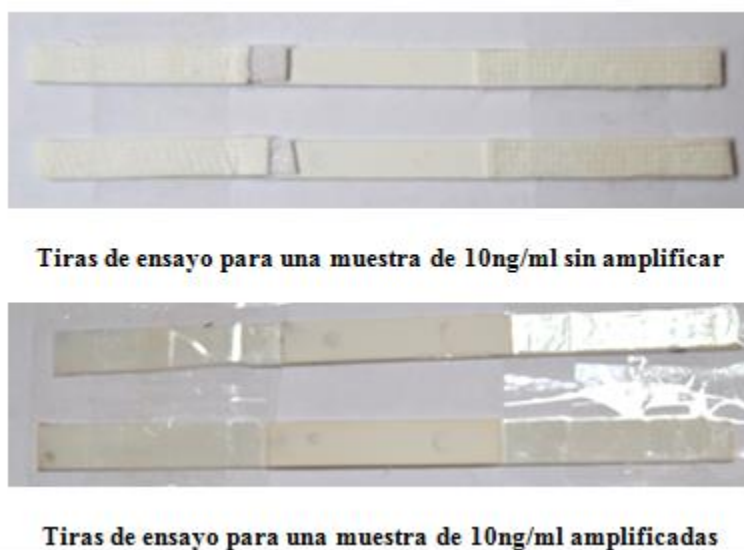 Tiras de ensayo para una muestra de 10ng/ml sin amplificar
Tiras de ensayo para una muestra de 10ng/ml amplificadas